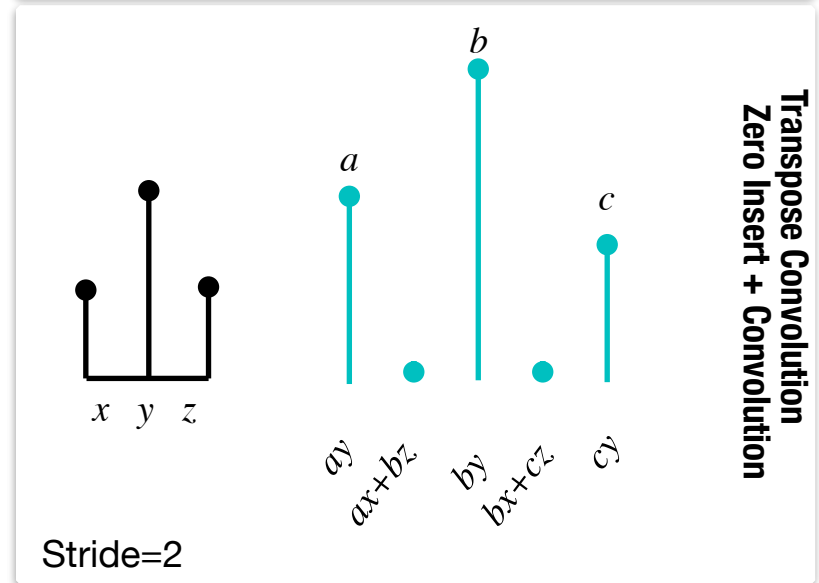 b
a
c
x y z
ay
ax+bz
by
bx+cz
cy
Stride=2
Transpose Convolution
Zero Insert + Convolution